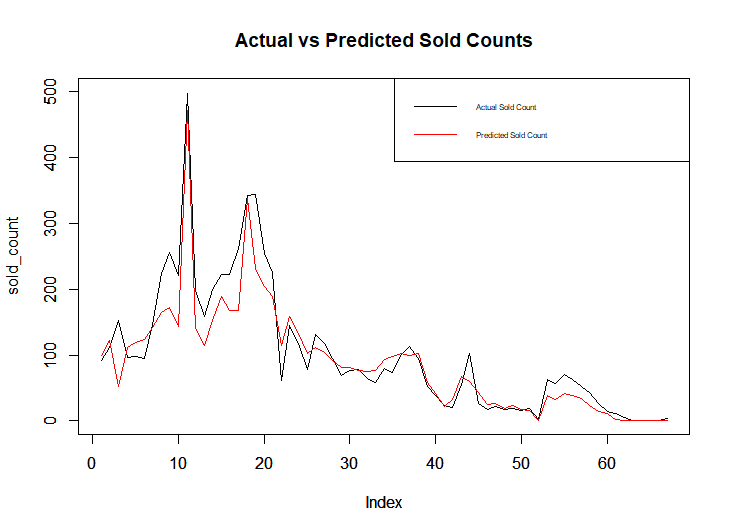 Actual vs Predicted Sold Counts
Actual Sold Count
Predicted Sold Count
sold_count
500
400
300
200
100
0
0 10 20 30 40 50 60
Index